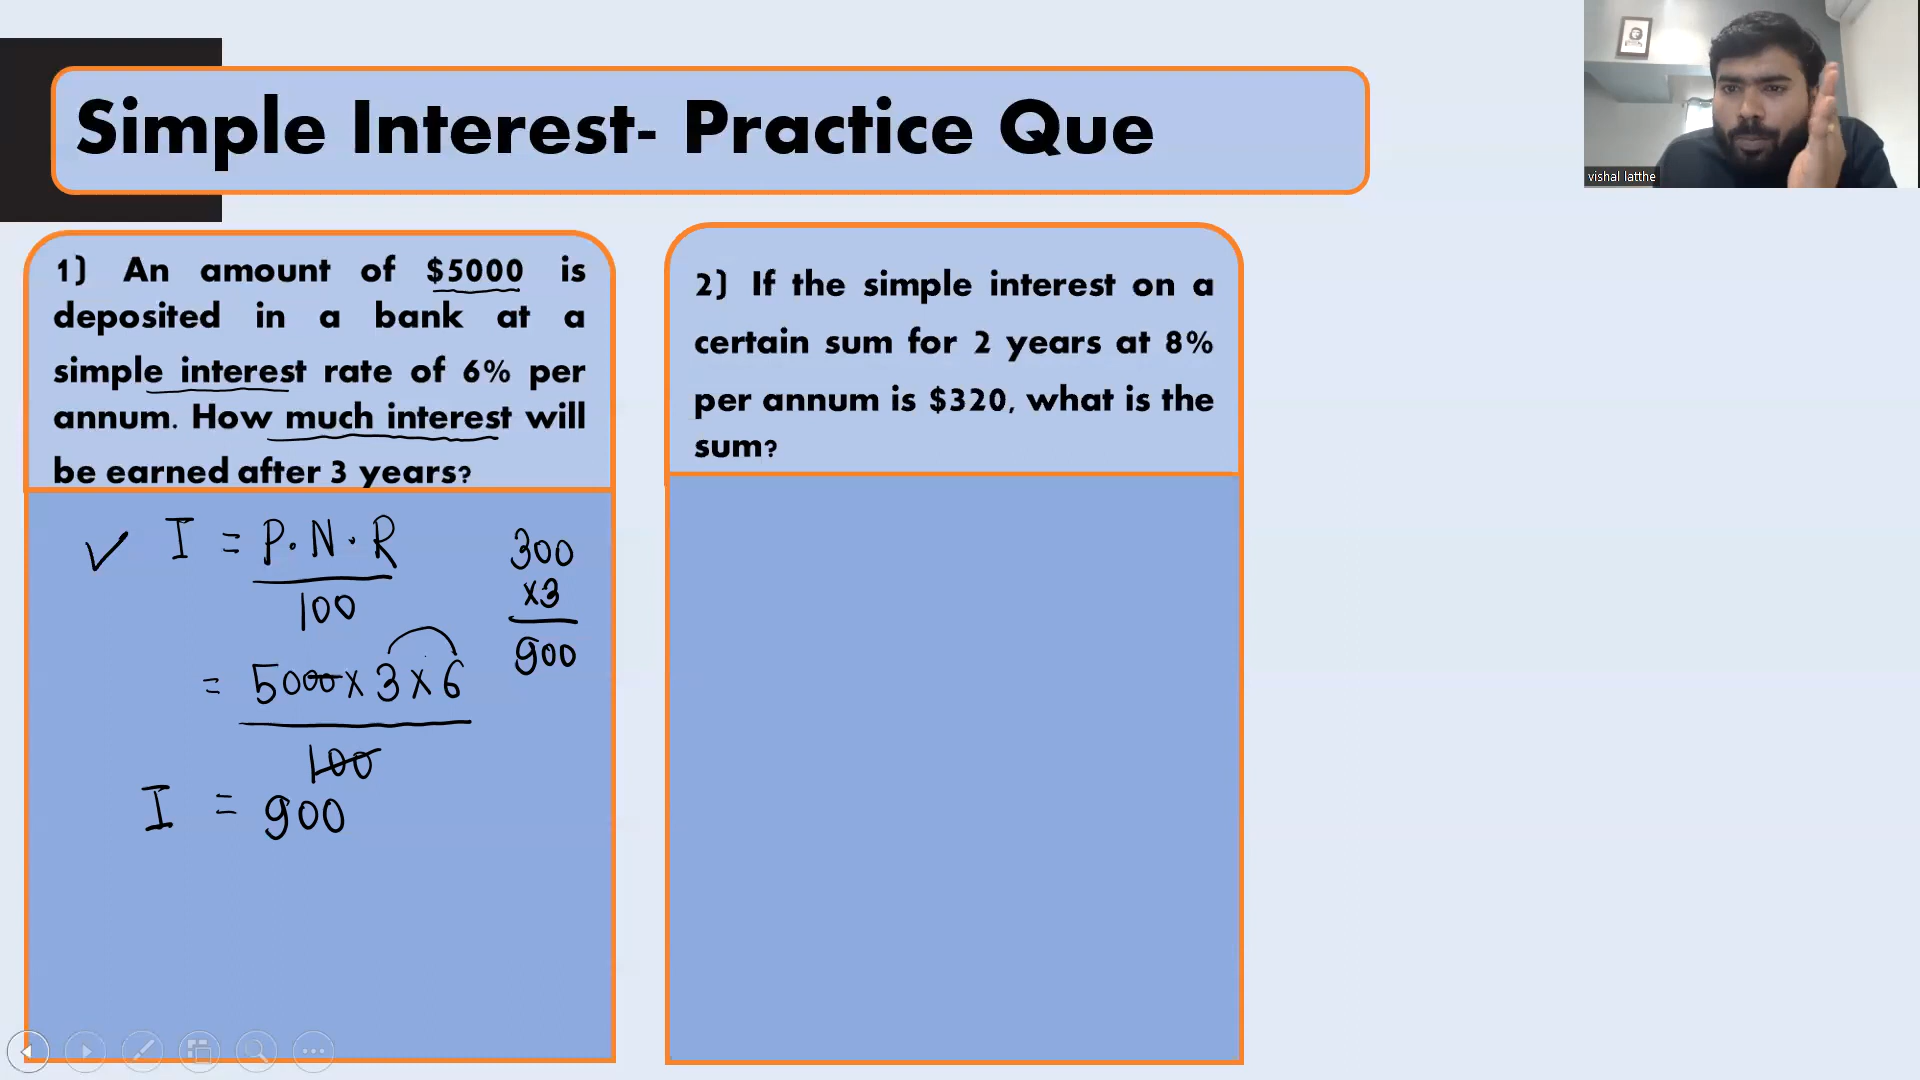 Simple Interest- Practice Que
vishal latthe
1) An amount of $5000 is
deposited in a bank at a
simple interest rate of 6% per
annum. How much interest will
be earned after 3 years?
2) If the simple interest on a
certain sum for 2 years at 8%
per annum is $320, what is the
sum?
✓ I = P.N.R
100
= 5000 x 3 x 6
100
I = 900
300
x3
900